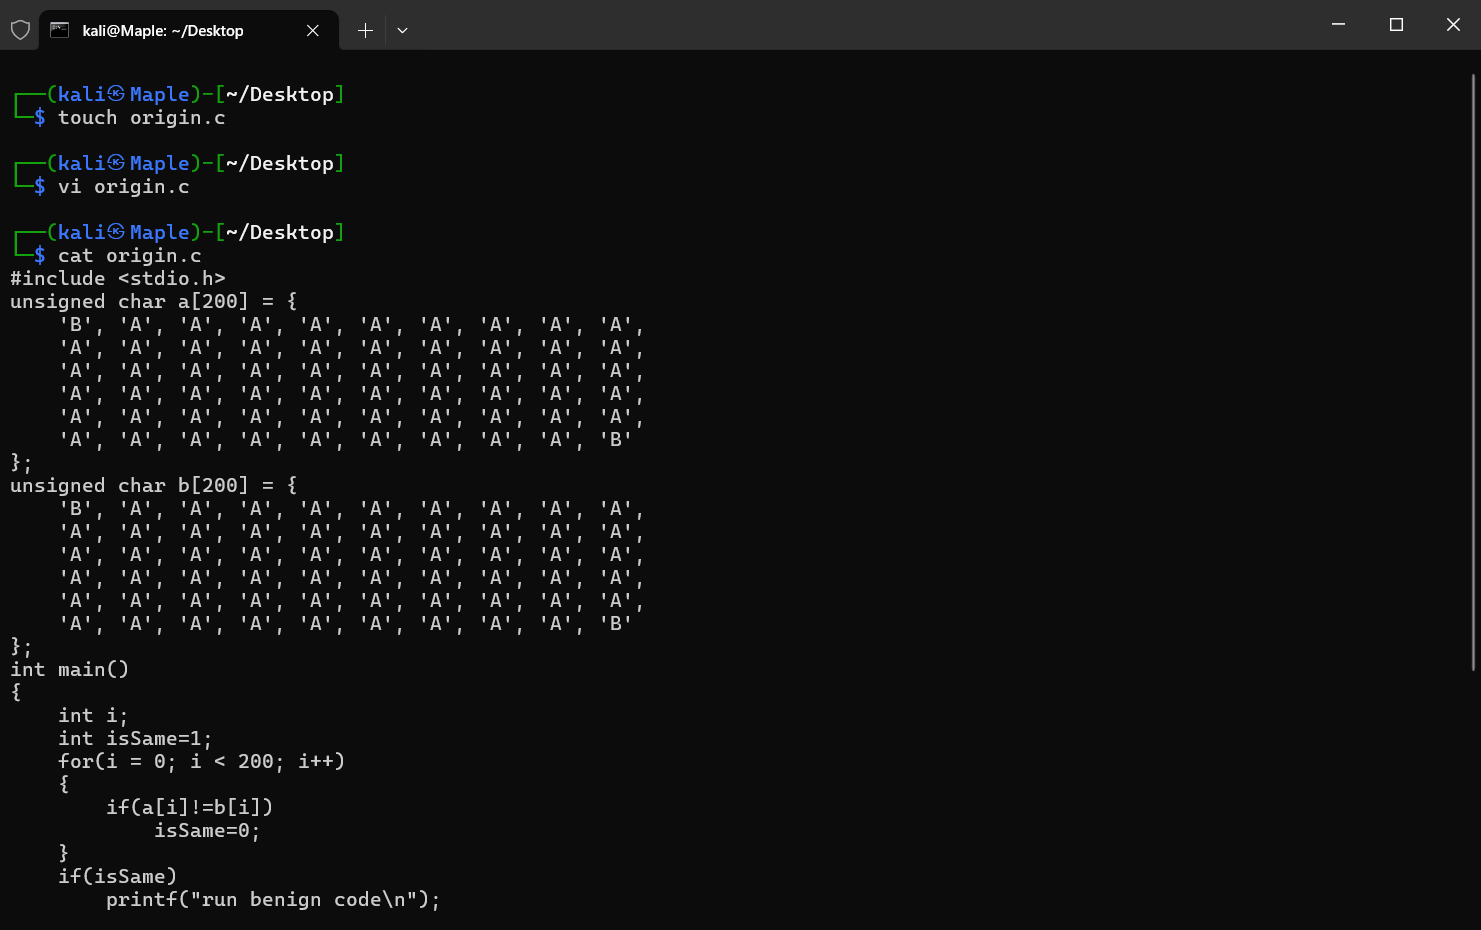 kali@Maple: ~/Desktop
┌──(kali㉿Maple)-[~/Desktop]
└─$ touch origin.c
┌──(kali㉿Maple)-[~/Desktop]
└─$ vi origin.c
┌──(kali㉿Maple)-[~/Desktop]
└─$ cat origin.c
#include <stdio.h>
unsigned char a[200] = {
    'B', 'A', 'A', 'A', 'A', 'A', 'A', 'A', 'A', 'A',
    'A', 'A', 'A', 'A', 'A', 'A', 'A', 'A', 'A', 'A',
    'A', 'A', 'A', 'A', 'A', 'A', 'A', 'A', 'A', 'A',
    'A', 'A', 'A', 'A', 'A', 'A', 'A', 'A', 'A', 'A',
    'A', 'A', 'A', 'A', 'A', 'A', 'A', 'A', 'A', 'A',
    'A', 'A', 'A', 'A', 'A', 'A', 'A', 'A', 'A', 'B'
};
unsigned char b[200] = {
    'B', 'A', 'A', 'A', 'A', 'A', 'A', 'A', 'A', 'A',
    'A', 'A', 'A', 'A', 'A', 'A', 'A', 'A', 'A', 'A',
    'A', 'A', 'A', 'A', 'A', 'A', 'A', 'A', 'A', 'A',
    'A', 'A', 'A', 'A', 'A', 'A', 'A', 'A', 'A', 'A',
    'A', 'A', 'A', 'A', 'A', 'A', 'A', 'A', 'A', 'A',
    'A', 'A', 'A', 'A', 'A', 'A', 'A', 'A', 'A', 'B'
};
int main()
{
    int i;
    int isSame=1;
    for(i = 0; i < 200; i++)
    {
        if(a[i]!=b[i])
            isSame=0;
    }
    if(isSame)
        printf("run benign code\n");